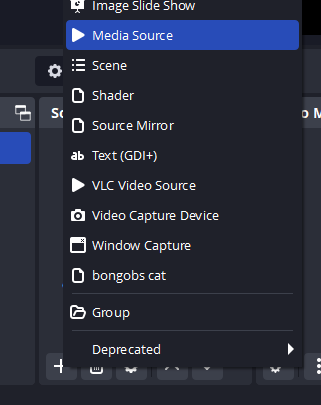 Image Slide Show
Media Source
Scene
Shader
Source Mirror
ab Text (GDI+)
VLC Video Source
Video Capture Device
Window Capture
bongobs cat
Group
Deprecated